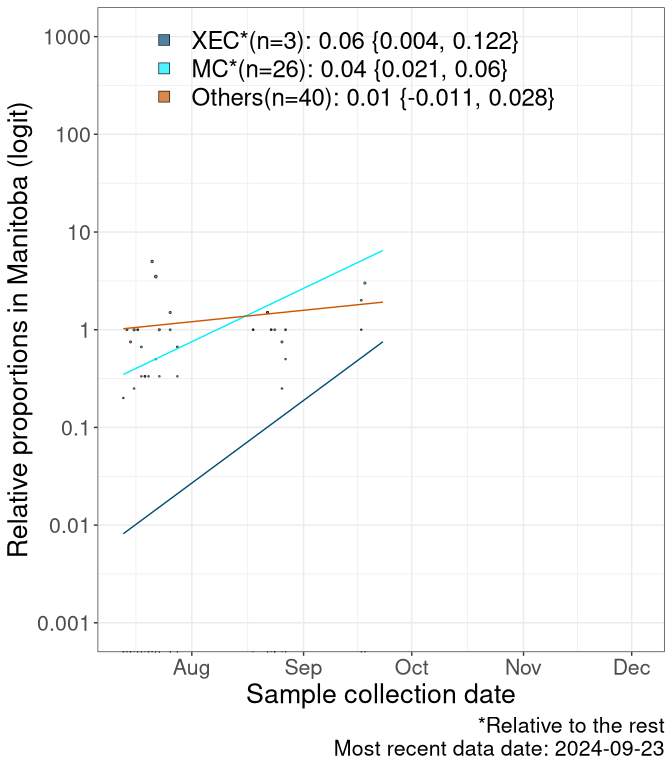 XEC*(n=3): 0.06 {0.004, 0.122}
MC*(n=26): 0.04 {0.021, 0.06}
Others(n=40): 0.01 {-0.011, 0.028}
Relative proportions in Manitoba (logit)
1000
100
10
1
0.1
0.01
0.001
Aug Sep Oct Nov Dec
Sample collection date
*Relative to the rest
Most recent data date: 2024-09-23